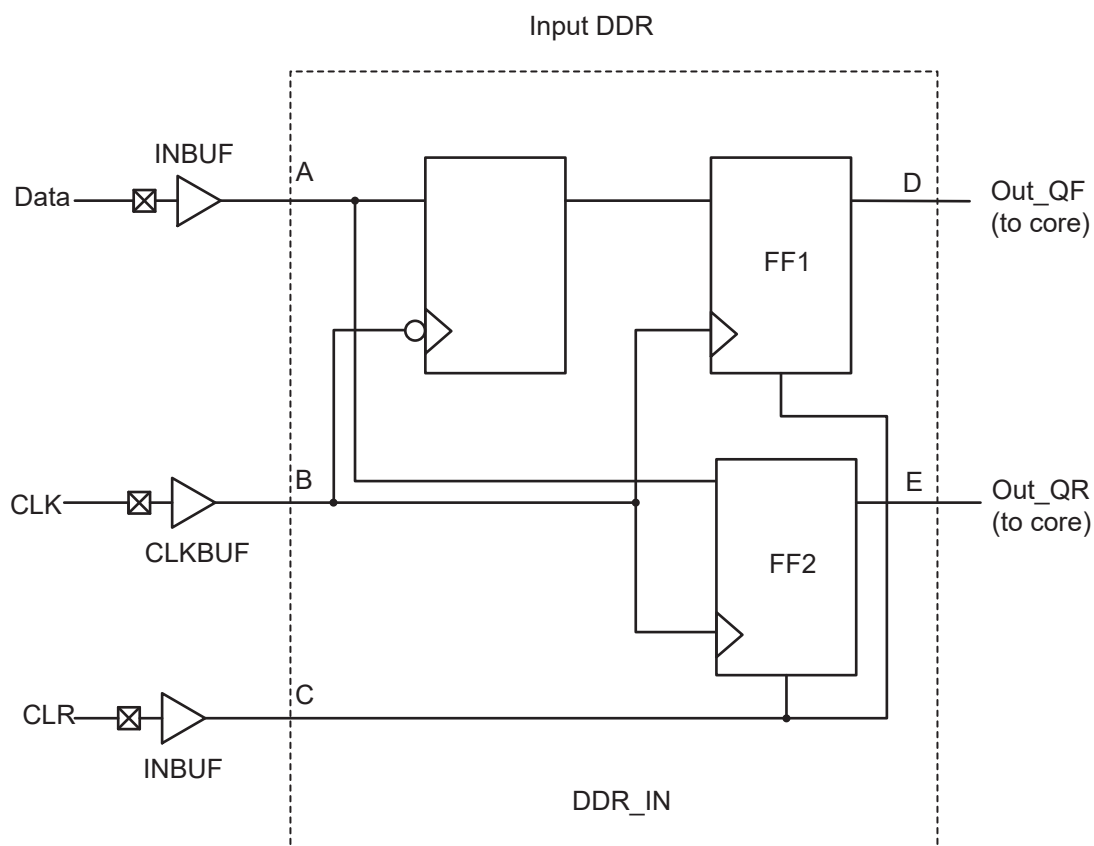 Input DDR
INBUF
A
D
Data
Out_QF
(to core)
FF1
B
E
CLK
Out_QR
(to core)
CLKBUF
FF2
C
CLR
INBUF
DDR_IN